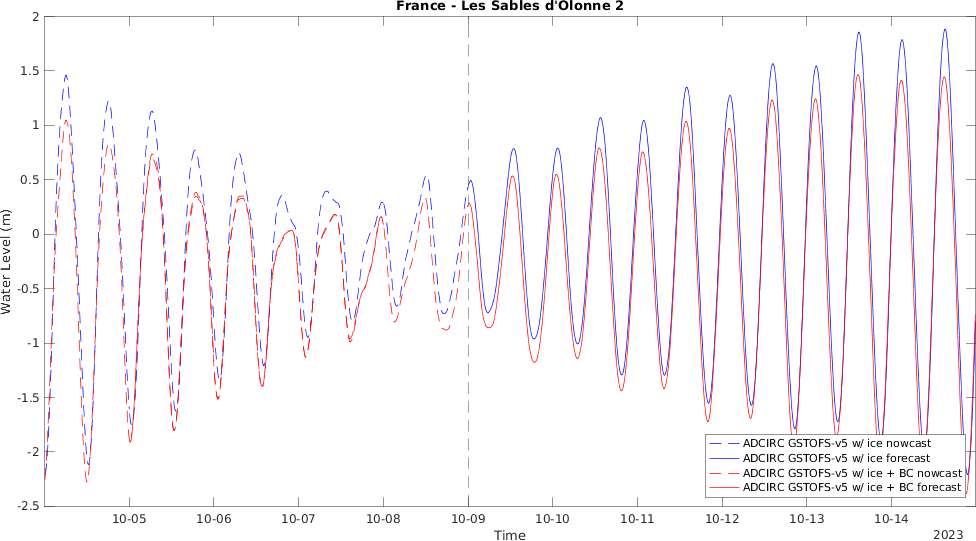 France - Les Sables d'Olonne 2
2
1.5
1
0.5
0
-0.5
-1
-1.5
-2
-2.5
Water Level (m)
10-05 10-06 10-07 10-08 10-09 10-10 10-11 10-12 10-13 10-14
Time
2023
ADCIRC GSTOFS-v5 w/ ice nowcast
ADCIRC GSTOFS-v5 w/ ice forecast
ADCIRC GSTOFS-v5 w/ ice + BC nowcast
ADCIRC GSTOFS-v5 w/ ice + BC forecast